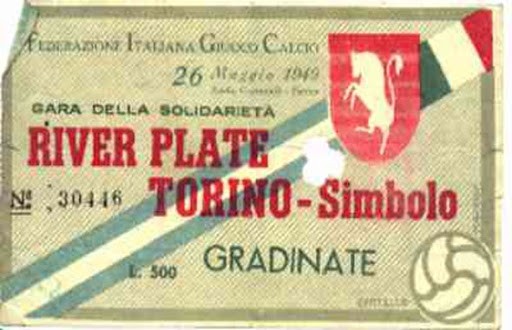 FEDERAZIONE ITALIANA GIUOCO CALCIO
26 Maggio 1949
GARA DELLA SOLIDARIETÀ
RIVER PLATE
Nº 30446 TORINO - Simbolo
L. 500 GRADINATE